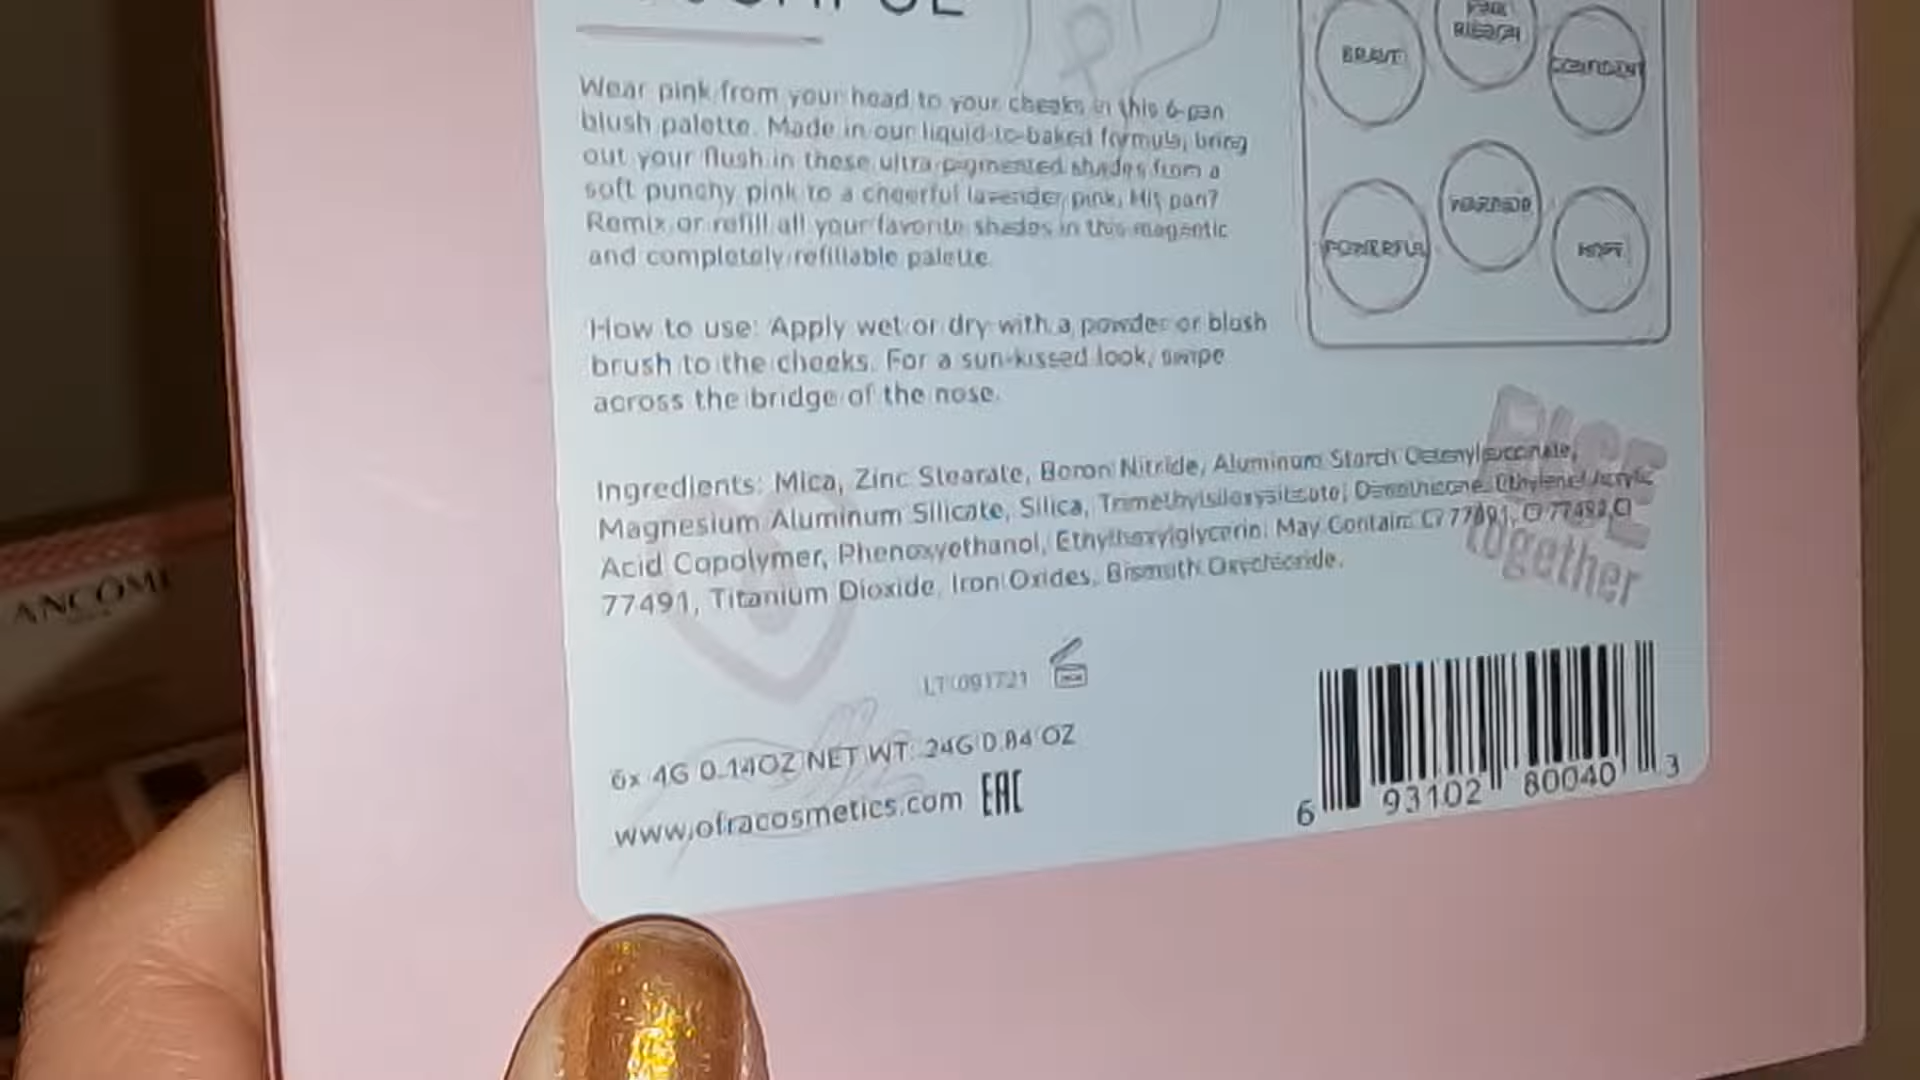 Wear pink from your head to your cheeks in this 6-pan
blush palette. Made in our liquid-to-baked formula, bring
out your flush in these ultra-pigmented shades from a
soft punchy pink to a cheerful lavender pink. Hit pan?
Remix or refill all your favorite shades in this magentic
and completely refillable palette.
How to use: Apply wet or dry with a powder or blush
brush to the cheeks. For a sun-kissed look, swipe
across the bridge of the nose.
Ingredients: Mica, Zinc Stearate, Boron Nitride, Aluminum Starch Octenylsuccinate,
Magnesium Aluminum Silicate, Silica, Trimethylsiloxysilicate, Dimethicone, Ethylene/Acrylic
Acid Copolymer, Phenoxyethanol, Ethylhexylglycerin. May Contain: CI 77891, CI 77492, CI
77491, Titanium Dioxide, Iron Oxides, Bismuth Oxychloride.
LT 091721
6x 4G 0.14OZ NET WT. 24G 0.84 OZ
www.ofracosmetics.com EAC
BRAVE
CONFIDENT
POWERFUL
WARRIOR
HOPE
together
6 93102 80040 3
ANCÔME